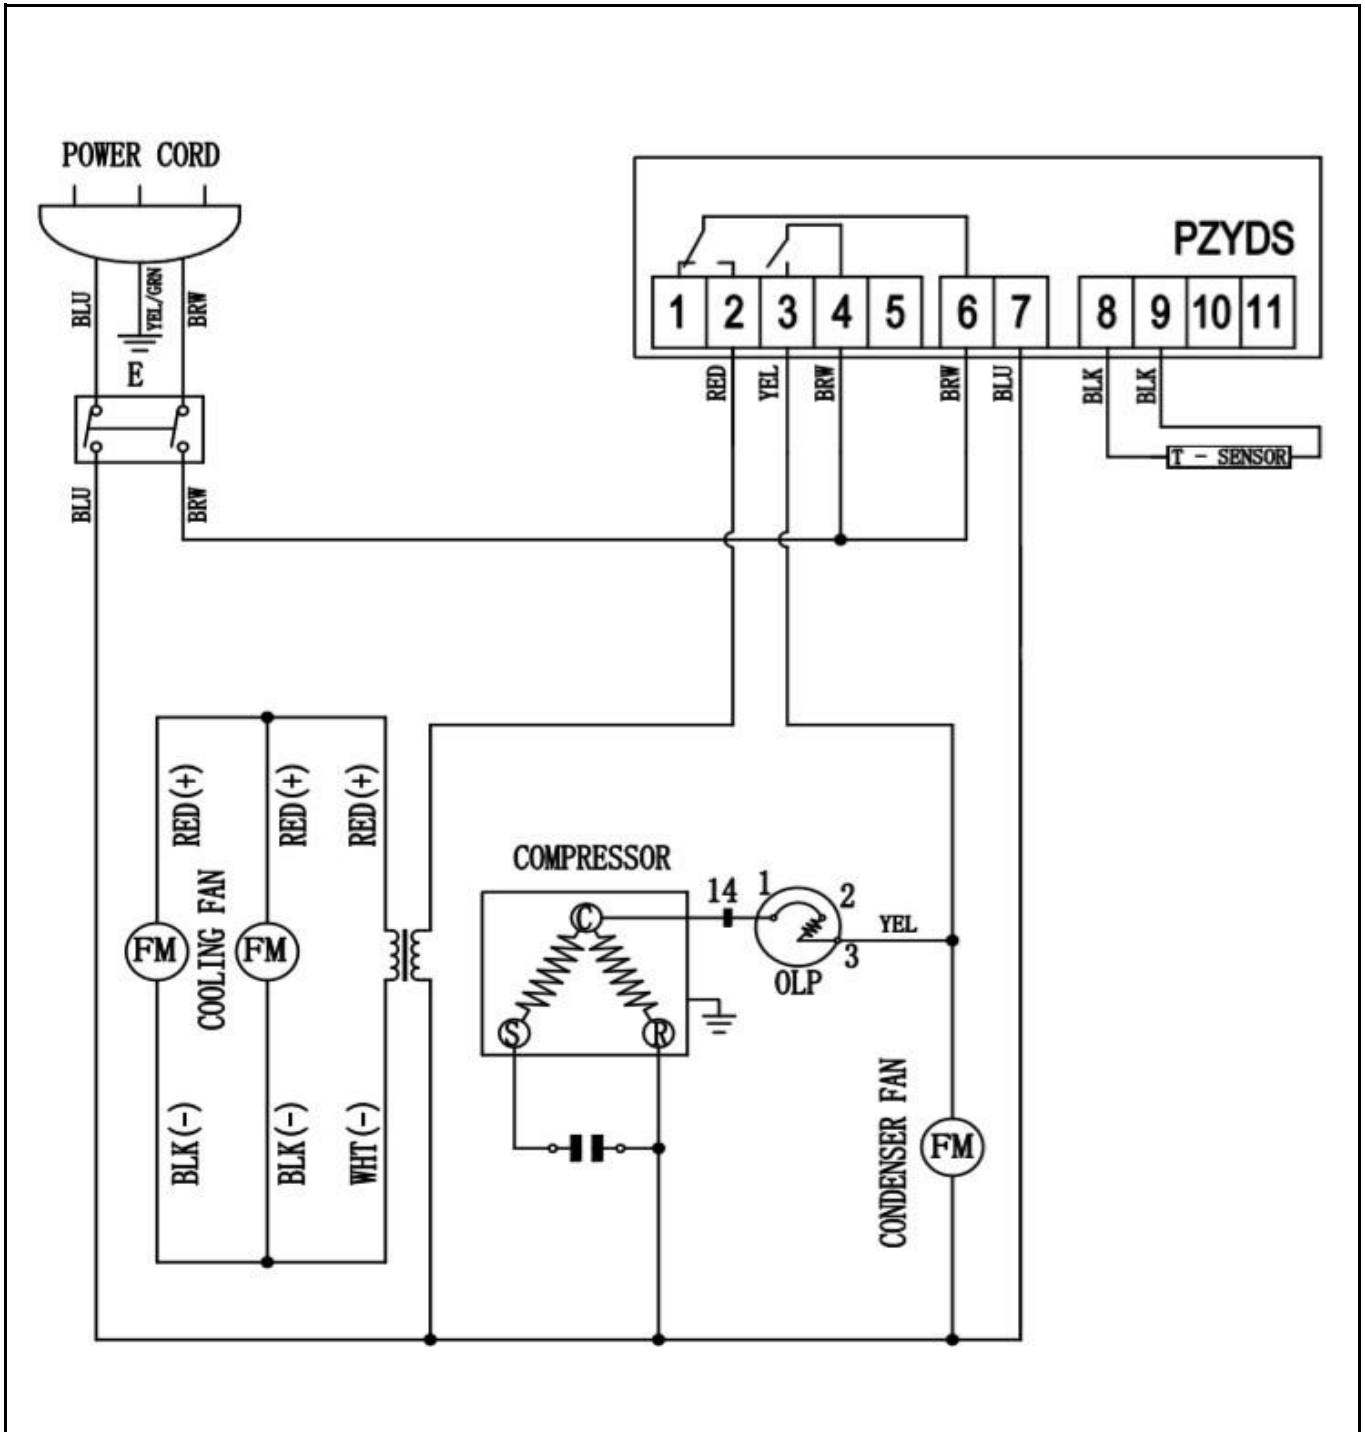 POWER CORD
BLU
YEL/GRN
BRW
E
BLU
BRW
PZYDS
1 2 3 4 5 6 7 8 9 10 11
RED
YEL
BRW
BRW
BLU
BLK
BLK
T - SENSOR
RED(+)
RED(+)
RED(+)
COOLING FAN
FM
FM
BLK(-)
BLK(-)
WHT(-)
COMPRESSOR
C
S
R
14
1
2
3
OLP
YEL
CONDENSER FAN
FM